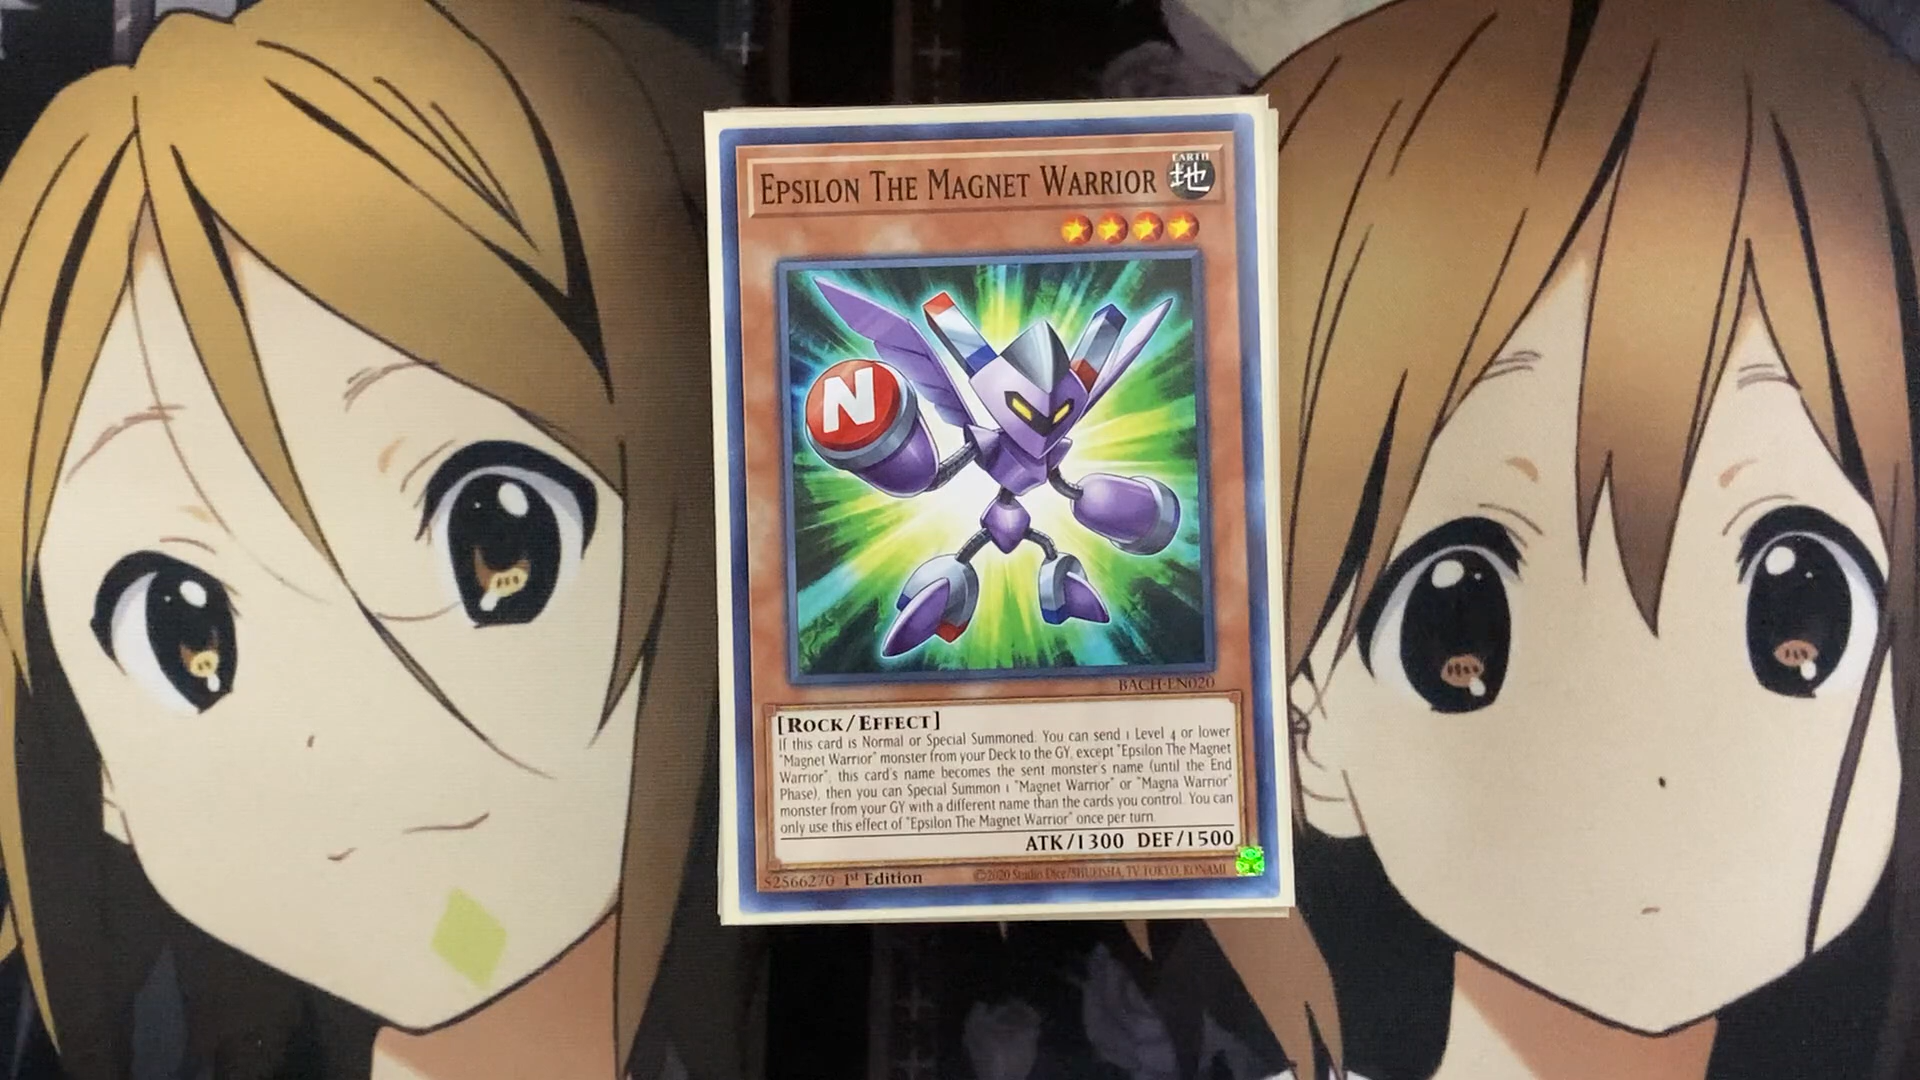 EPSILON THE MAGNET WARRIOR
EARTH
地
N
BACH-EN020
[ROCK/EFFECT]
If this card is Normal or Special Summoned: You can send 1 Level 4 or lower
"Magnet Warrior" monster from your Deck to the GY, except "Epsilon The Magnet
Warrior", this card's name becomes the sent monster's name (until the End
Phase), then you can Special Summon 1 "Magnet Warrior" or "Magna Warrior"
monster from your GY with a different name than the cards you control. You can
only use this effect of "Epsilon The Magnet Warrior" once per turn.
ATK/1300 DEF/1500
52566270 1st Edition
©2020 Studio Dice/SHUEISHA, TV TOKYO, KONAMI